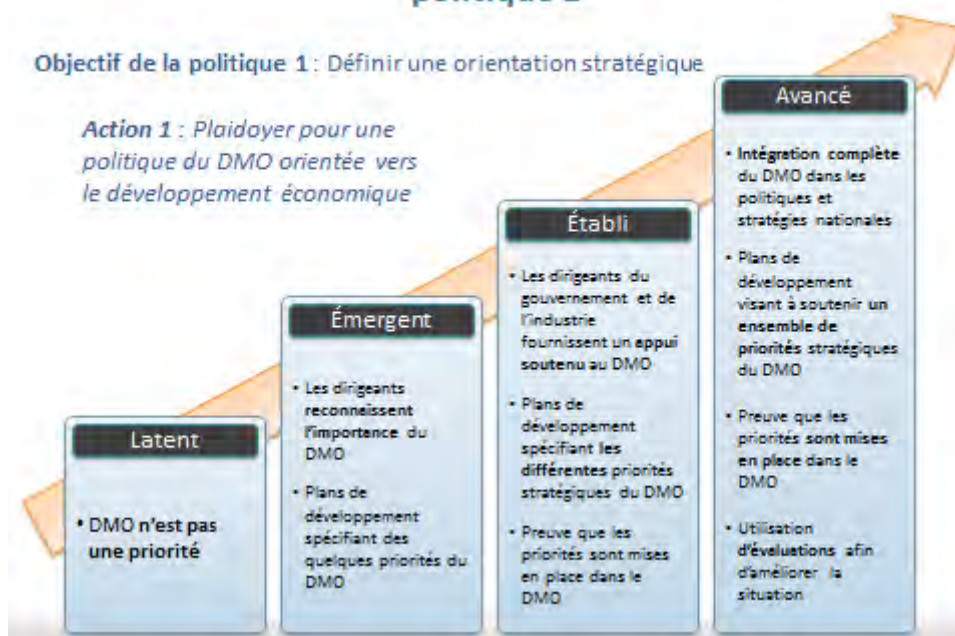 Objectif de la politique 1 : Définir une orientation stratégique
Action 1 : Plaidoyer pour une
politique du DMO orientée vers
le développement économique
Latent
• DMO n'est pas
une priorité
Émergent
• Les dirigeants
reconnaissent
l'importance du
DMO
• Plans de
développement
spécifiant des
quelques priorités du
DMO
Établi
• Les dirigeants du
gouvernement et de
l'industrie
fournissent un appui
soutenu au DMO
• Plans de
développement
spécifiant les
différentes priorités
stratégiques du DMO
• Preuve que les
priorités sont mises
en place dans le
DMO
Avancé
• Intégration complète
du DMO dans les
politiques et
stratégies nationales
• Plans de
développement
visant à soutenir un
ensemble de
priorités stratégiques
du DMO
• Preuve que les
priorités sont mises
en place dans le
DMO
• Utilisation
d'évaluations afin
d'améliorer la
situation